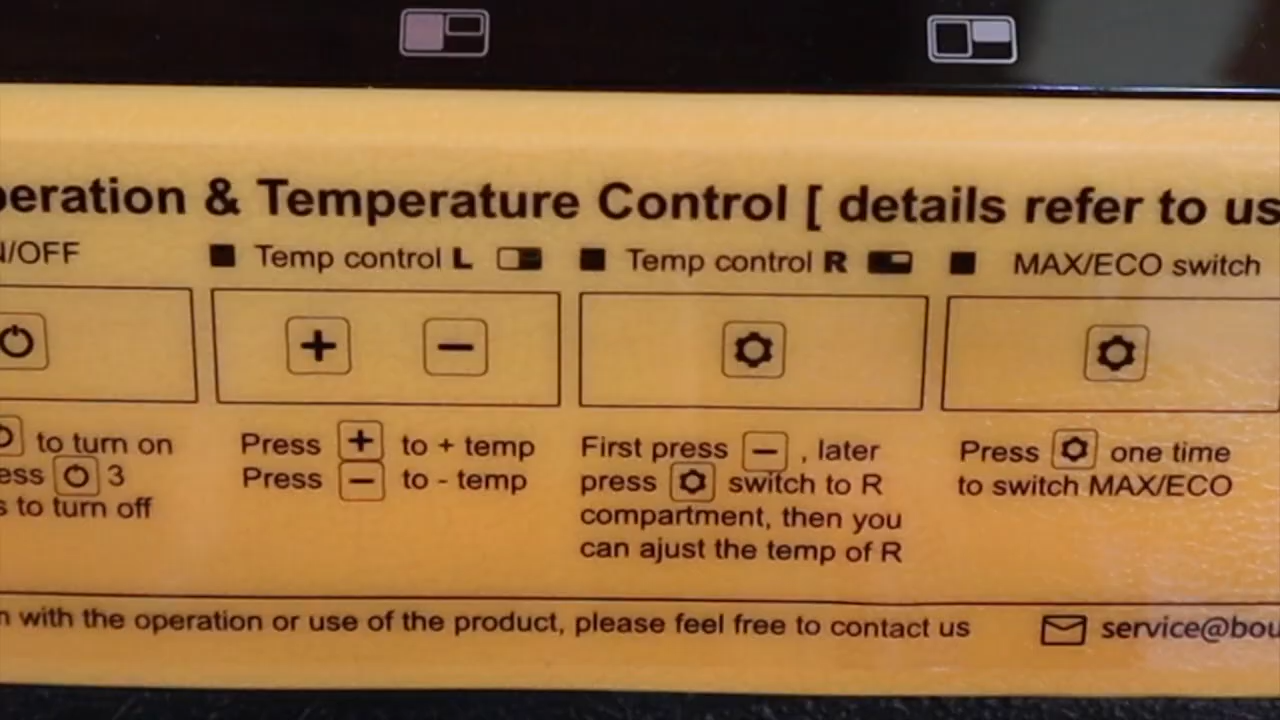 peration & Temperature Control [ details refer to us
N/OFF
Temp control L
Temp control R
MAX/ECO switch
to turn on
ess 3
s to turn off
Press + to + temp
Press − to - temp
First press − , later
press switch to R
compartment, then you
can ajust the temp of R
Press one time
to switch MAX/ECO
n with the operation or use of the product, please feel free to contact us
service@bou